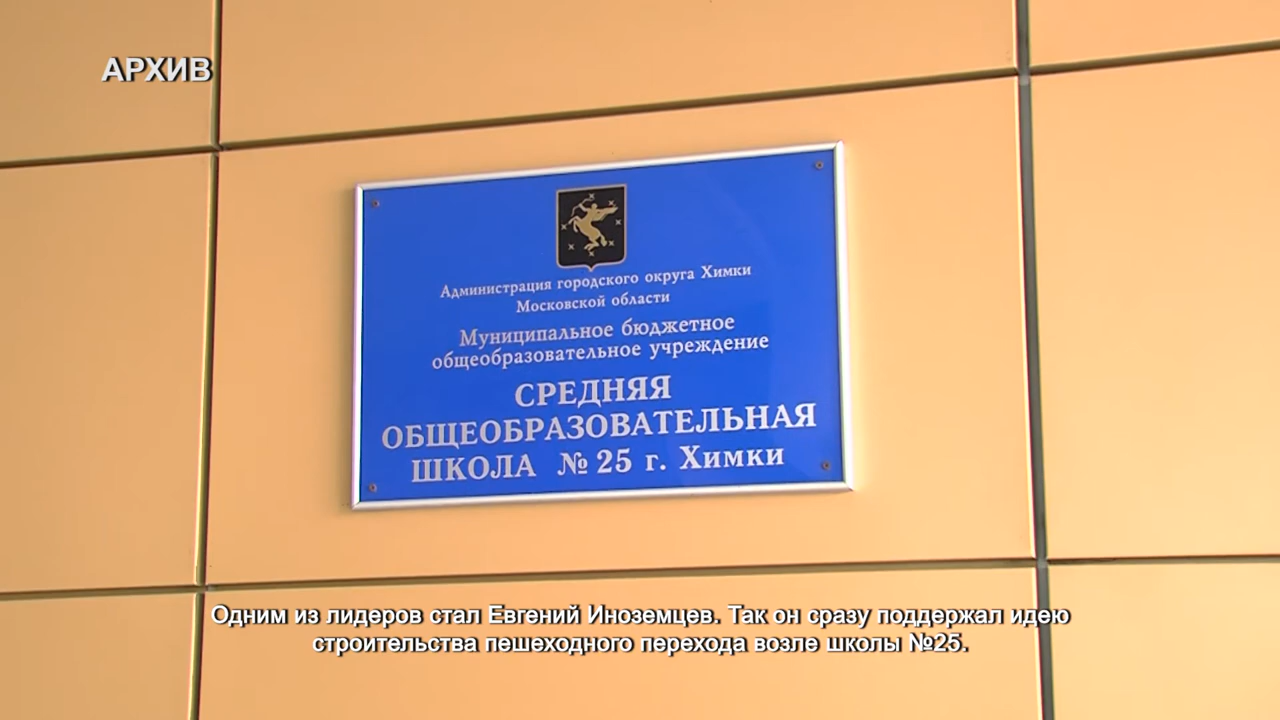 АРХИВ
Администрация городского округа Химки
Московской области
Муниципальное бюджетное
общеобразовательное учреждение
СРЕДНЯЯ
ОБЩЕОБРАЗОВАТЕЛЬНАЯ
ШКОЛА № 25 г. Химки
Одним из лидеров стал Евгений Иноземцев. Так он сразу поддержал идею
строительства пешеходного перехода возле школы №25.